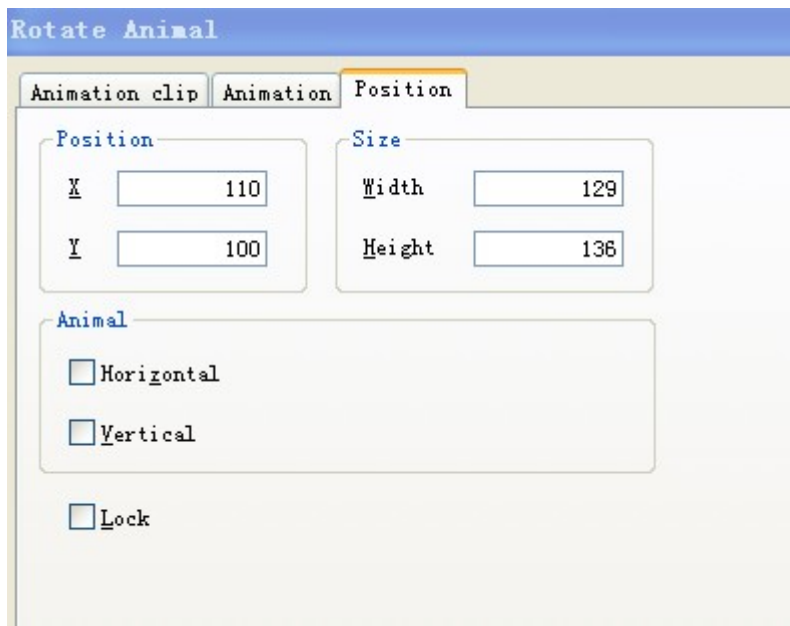 Rotate Animal
Animation clip Animation Position
Position
X 110
Y 100
Size
Width 129
Height 136
Animal
Horizontal
Vertical
Lock